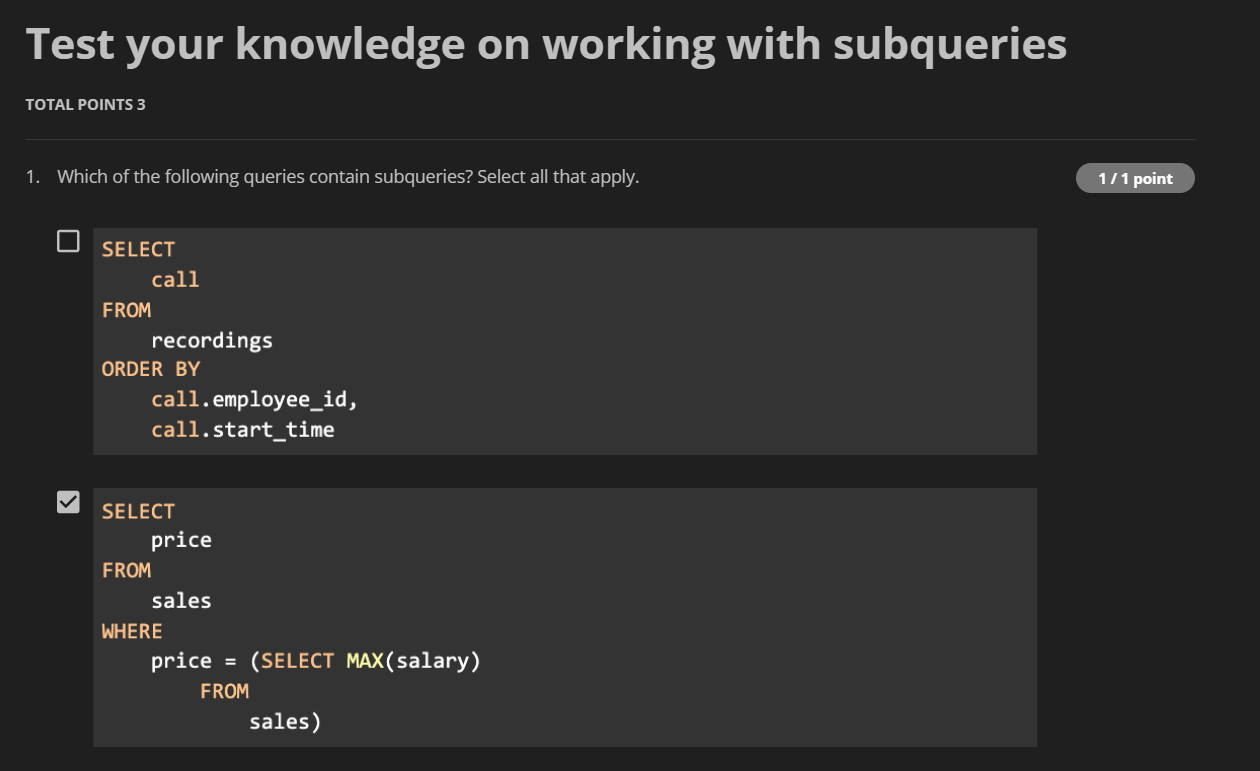 Test your knowledge on working with subqueries
TOTAL POINTS 3
1. Which of the following queries contain subqueries? Select all that apply.
1 / 1 point
SELECT
call
FROM
recordings
ORDER BY
call.employee_id,
call.start_time
SELECT
price
FROM
sales
WHERE
price = (SELECT MAX(salary)
FROM
sales)